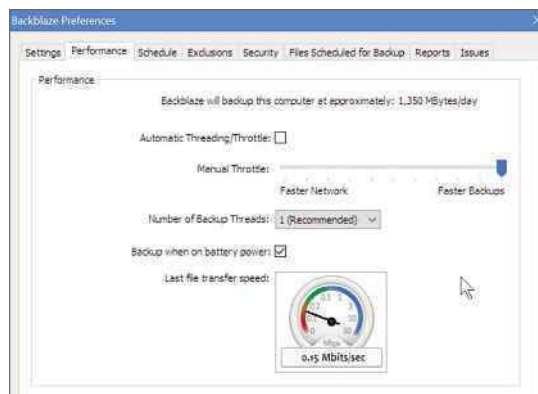 Backblaze Preferences
Settings Performance Schedule Exclusions Security Files Scheduled for Backup Reports Issues
Performance
Backblaze will backup this computer at approximately: 1,350 MBytes/day
Automatic Threading/Throttle:
Manual Throttle:
Faster Network Faster Backups
Number of Backup Threads: 1 (Recommended)
Backup when on battery power:
Last file transfer speed:
Mbps
0.15 Mbits/sec